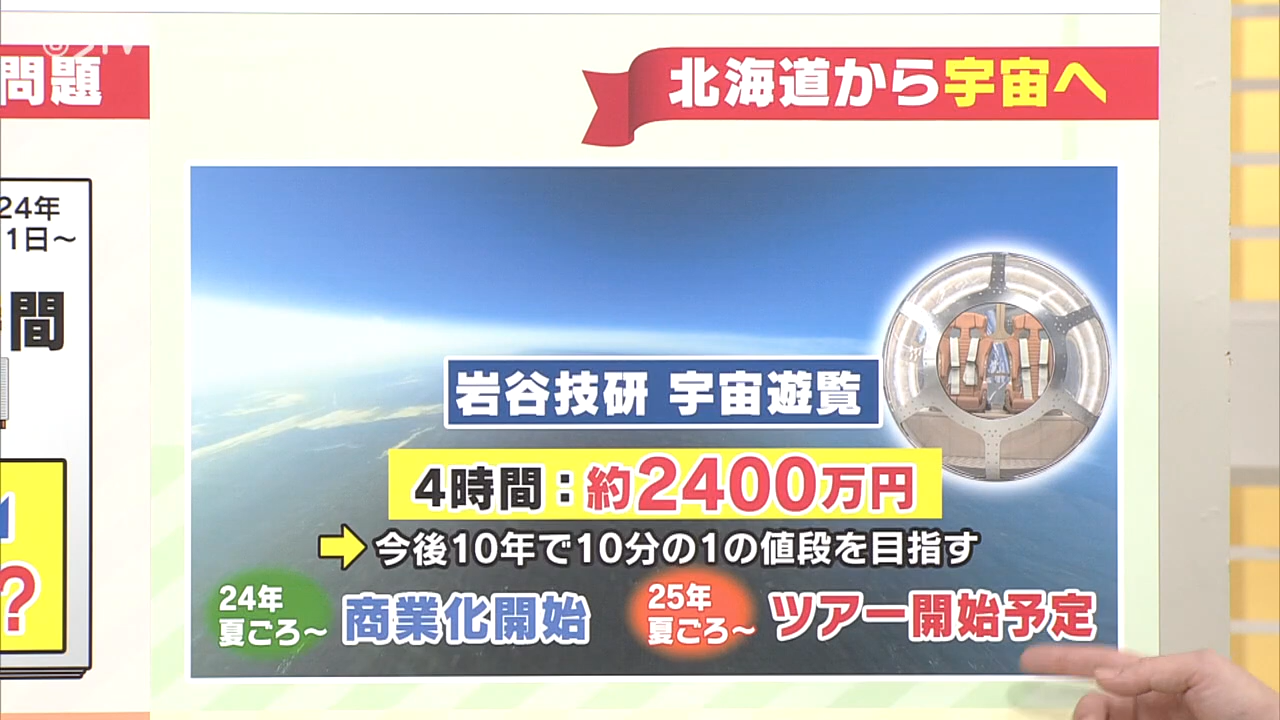 STV
問題
24年
1日～
間
?
北海道から宇宙へ
岩谷技研 宇宙遊覧
4時間：約2400万円
今後10年で10分の1の値段を目指す
24年
夏ごろ～
商業化開始
25年
夏ごろ～
ツアー開始予定